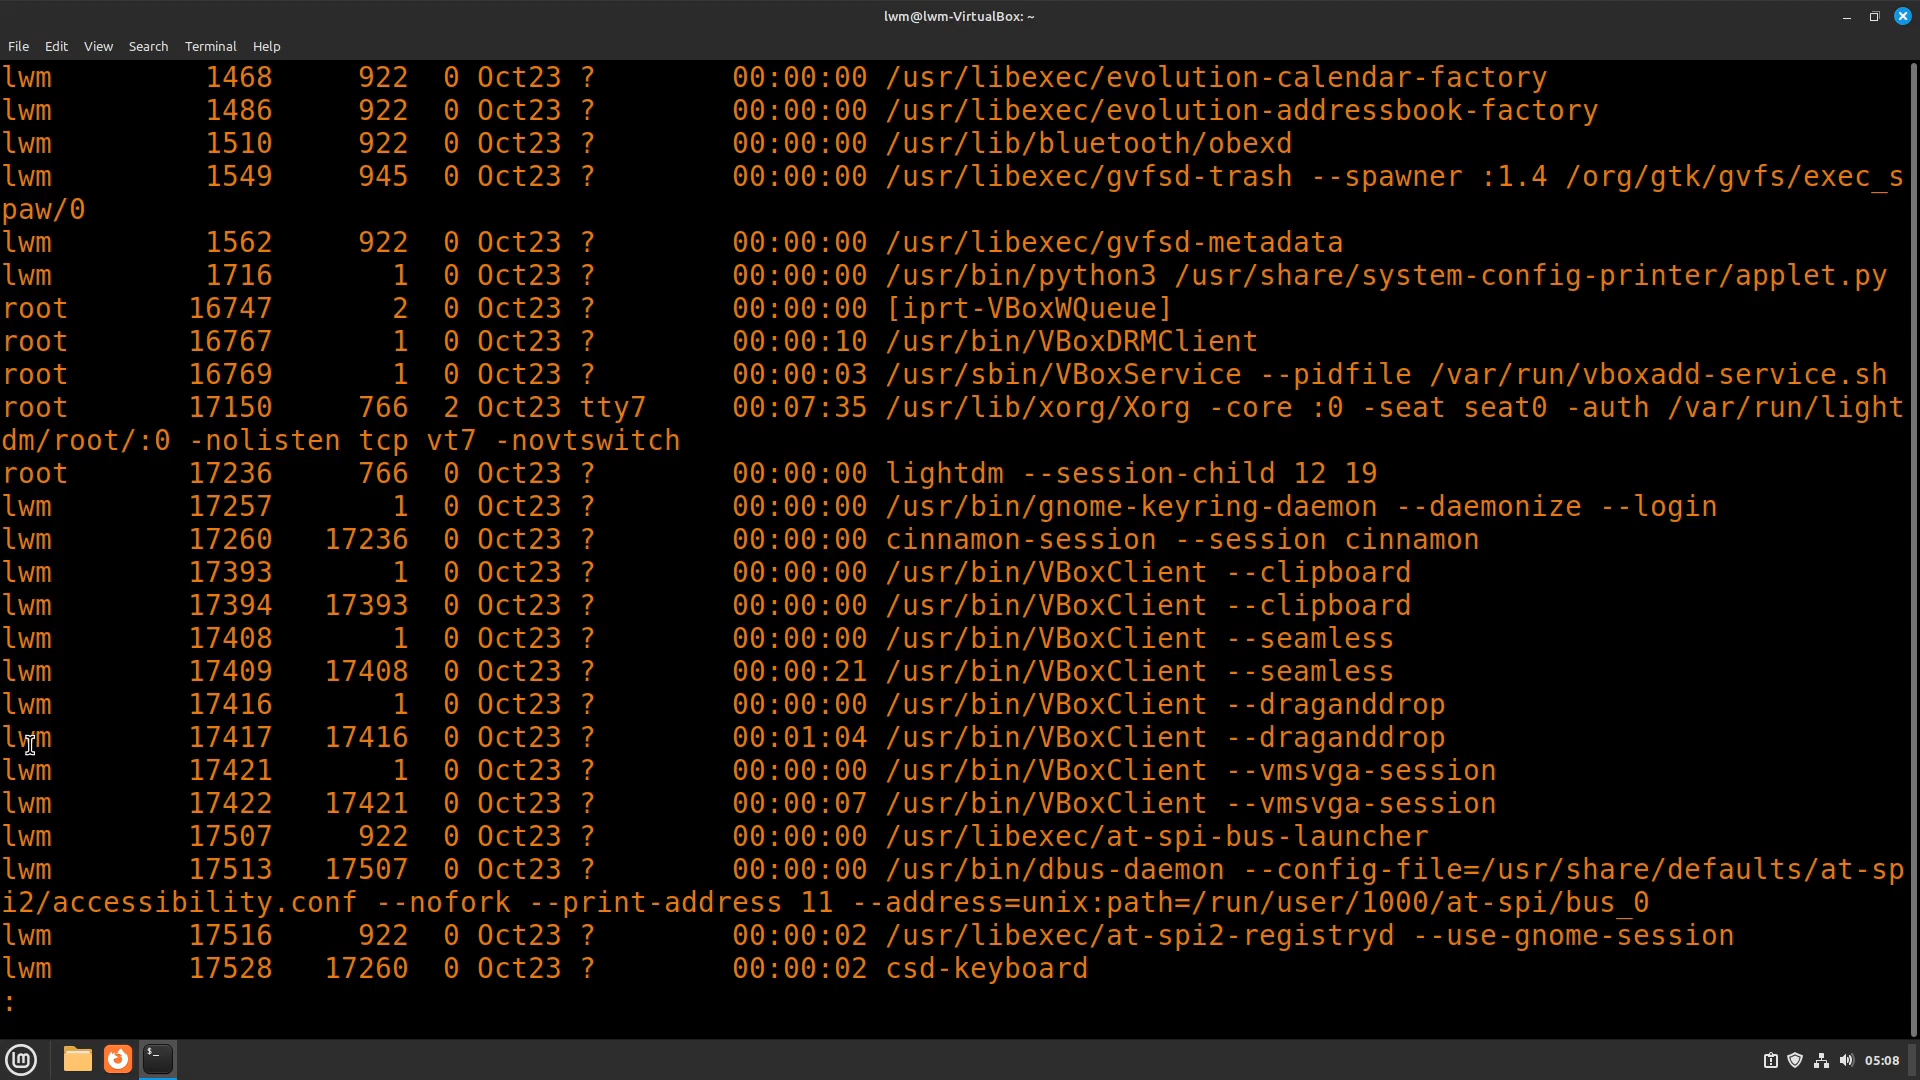 lwm@lwm-VirtualBox: ~
File Edit View Search Terminal Help
lwm 1468 922 0 Oct23 ? 00:00:00 /usr/libexec/evolution-calendar-factory
lwm 1486 922 0 Oct23 ? 00:00:00 /usr/libexec/evolution-addressbook-factory
lwm 1510 922 0 Oct23 ? 00:00:00 /usr/lib/bluetooth/obexd
lwm 1549 945 0 Oct23 ? 00:00:00 /usr/libexec/gvfsd-trash --spawner :1.4 /org/gtk/gvfs/exec_s
paw/0
lwm 1562 922 0 Oct23 ? 00:00:00 /usr/libexec/gvfsd-metadata
lwm 1716 1 0 Oct23 ? 00:00:00 /usr/bin/python3 /usr/share/system-config-printer/applet.py
root 16747 2 0 Oct23 ? 00:00:00 [iprt-VBoxWQueue]
root 16767 1 0 Oct23 ? 00:00:10 /usr/bin/VBoxDRMClient
root 16769 1 0 Oct23 ? 00:00:03 /usr/sbin/VBoxService --pidfile /var/run/vboxadd-service.sh
root 17150 766 2 Oct23 tty7 00:07:35 /usr/lib/xorg/Xorg -core :0 -seat seat0 -auth /var/run/light
dm/root/:0 -nolisten tcp vt7 -novtswitch
root 17236 766 0 Oct23 ? 00:00:00 lightdm --session-child 12 19
lwm 17257 1 0 Oct23 ? 00:00:00 /usr/bin/gnome-keyring-daemon --daemonize --login
lwm 17260 17236 0 Oct23 ? 00:00:00 cinnamon-session --session cinnamon
lwm 17393 1 0 Oct23 ? 00:00:00 /usr/bin/VBoxClient --clipboard
lwm 17394 17393 0 Oct23 ? 00:00:00 /usr/bin/VBoxClient --clipboard
lwm 17408 1 0 Oct23 ? 00:00:00 /usr/bin/VBoxClient --seamless
lwm 17409 17408 0 Oct23 ? 00:00:21 /usr/bin/VBoxClient --seamless
lwm 17416 1 0 Oct23 ? 00:00:00 /usr/bin/VBoxClient --draganddrop
lwm 17417 17416 0 Oct23 ? 00:01:04 /usr/bin/VBoxClient --draganddrop
lwm 17421 1 0 Oct23 ? 00:00:00 /usr/bin/VBoxClient --vmsvga-session
lwm 17422 17421 0 Oct23 ? 00:00:07 /usr/bin/VBoxClient --vmsvga-session
lwm 17507 922 0 Oct23 ? 00:00:00 /usr/libexec/at-spi-bus-launcher
lwm 17513 17507 0 Oct23 ? 00:00:00 /usr/bin/dbus-daemon --config-file=/usr/share/defaults/at-sp
i2/accessibility.conf --nofork --print-address 11 --address=unix:path=/run/user/1000/at-spi/bus_0
lwm 17516 922 0 Oct23 ? 00:00:02 /usr/libexec/at-spi2-registryd --use-gnome-session
lwm 17528 17260 0 Oct23 ? 00:00:02 csd-keyboard
:
05:08